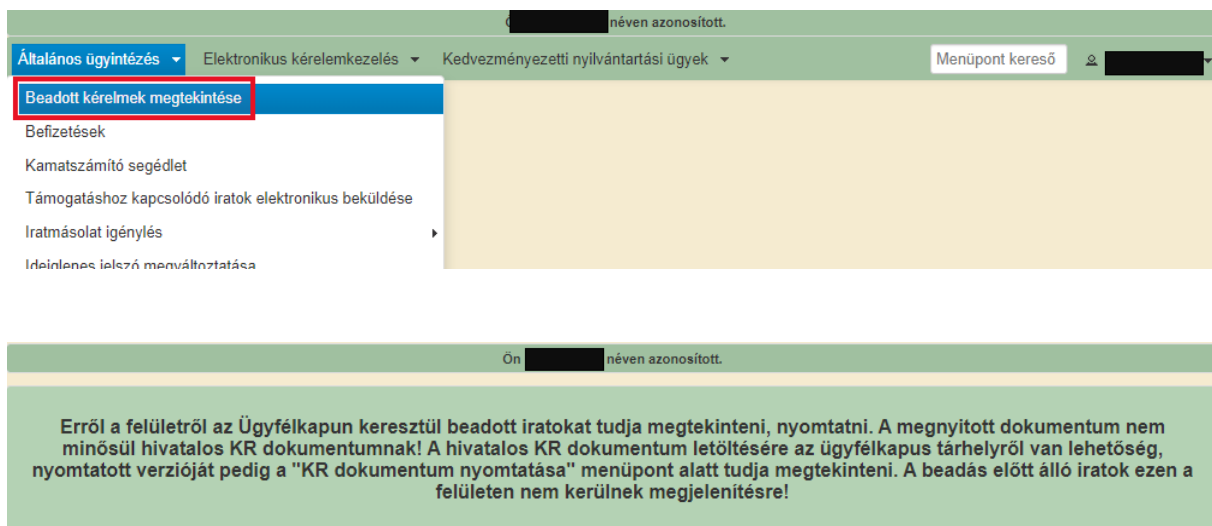 néven azonosított.
Általános ügyintézés Elektronikus kérelemkezelés Kedvezményezetti nyilvántartási ügyek Menüpont kereső
Beadott kérelmek megtekintése
Befizetések
Kamatszámító segédlet
Támogatáshoz kapcsolódó iratok elektronikus beküldése
Iratmásolat igénylés
Ideiglenes jelszó megváltoztatása
Ön néven azonosított.
Erről a felületről az Ügyfélkapun keresztül beadott iratokat tudja megtekinteni, nyomtatni. A megnyitott dokumentum nem
minősül hivatalos KR dokumentumnak! A hivatalos KR dokumentum letöltésére az ügyfélkapus tárhelyről van lehetőség,
nyomtatott verzióját pedig a "KR dokumentum nyomtatása" menüpont alatt tudja megtekinteni. A beadás előtt álló iratok ezen a
felületen nem kerülnek megjelenítésre!